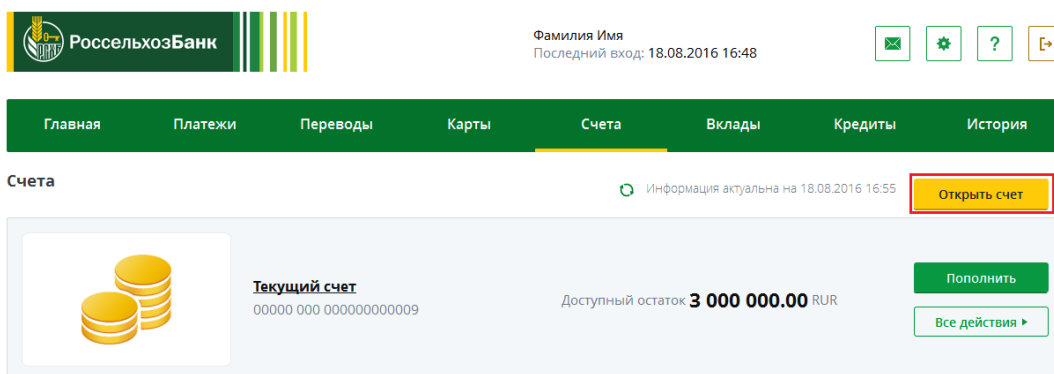 РоссельхозБанк
Фамилия Имя
Последний вход: 18.08.2016 16:48
?
Главная Платежи Переводы Карты Счета Вклады Кредиты История
Счета
Информация актуальна на 18.08.2016 16:55
Открыть счет
Текущий счет
00000 000 000000000009
Доступный остаток 3 000 000.00 RUR
Пополнить
Все действия